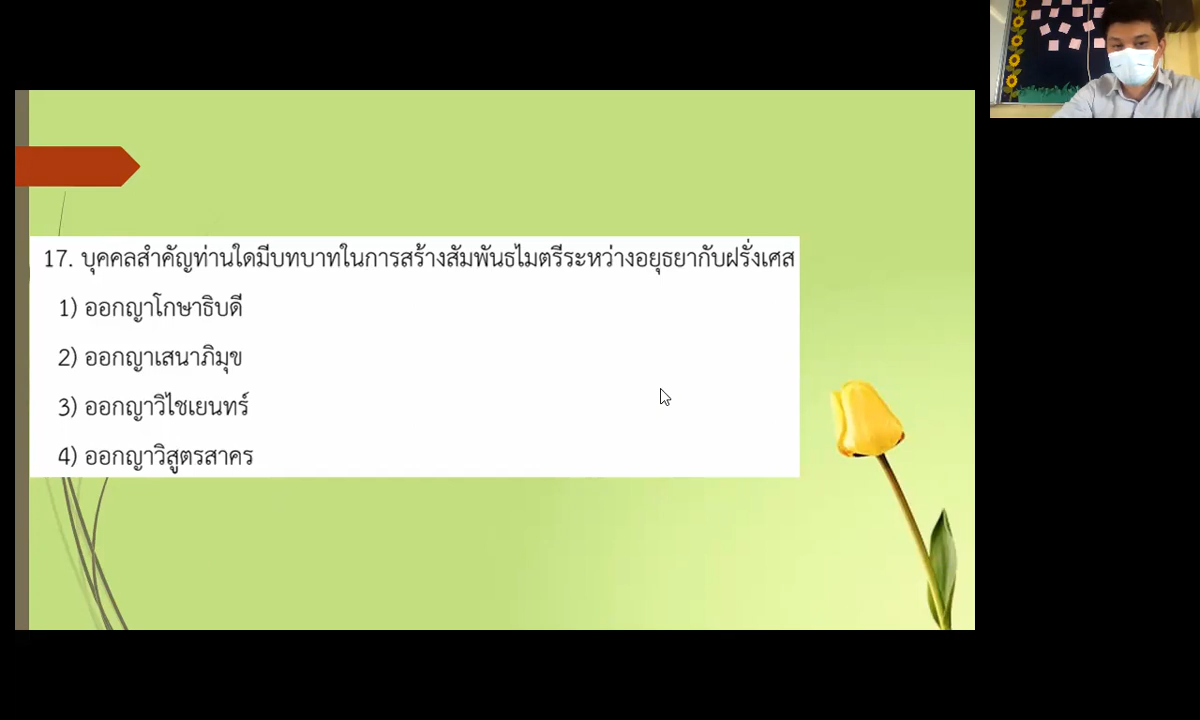 17. บุคคลสำคัญท่านใดมีบทบาทในการสร้างสัมพันธไมตรีระหว่างอยุธยากับฝรั่งเศส
1) ออกญาโกษาธิบดี
2) ออกญาเสนาภิมุข
3) ออกญาวิไชเยนทร์
4) ออกญาวิสูตรสาคร